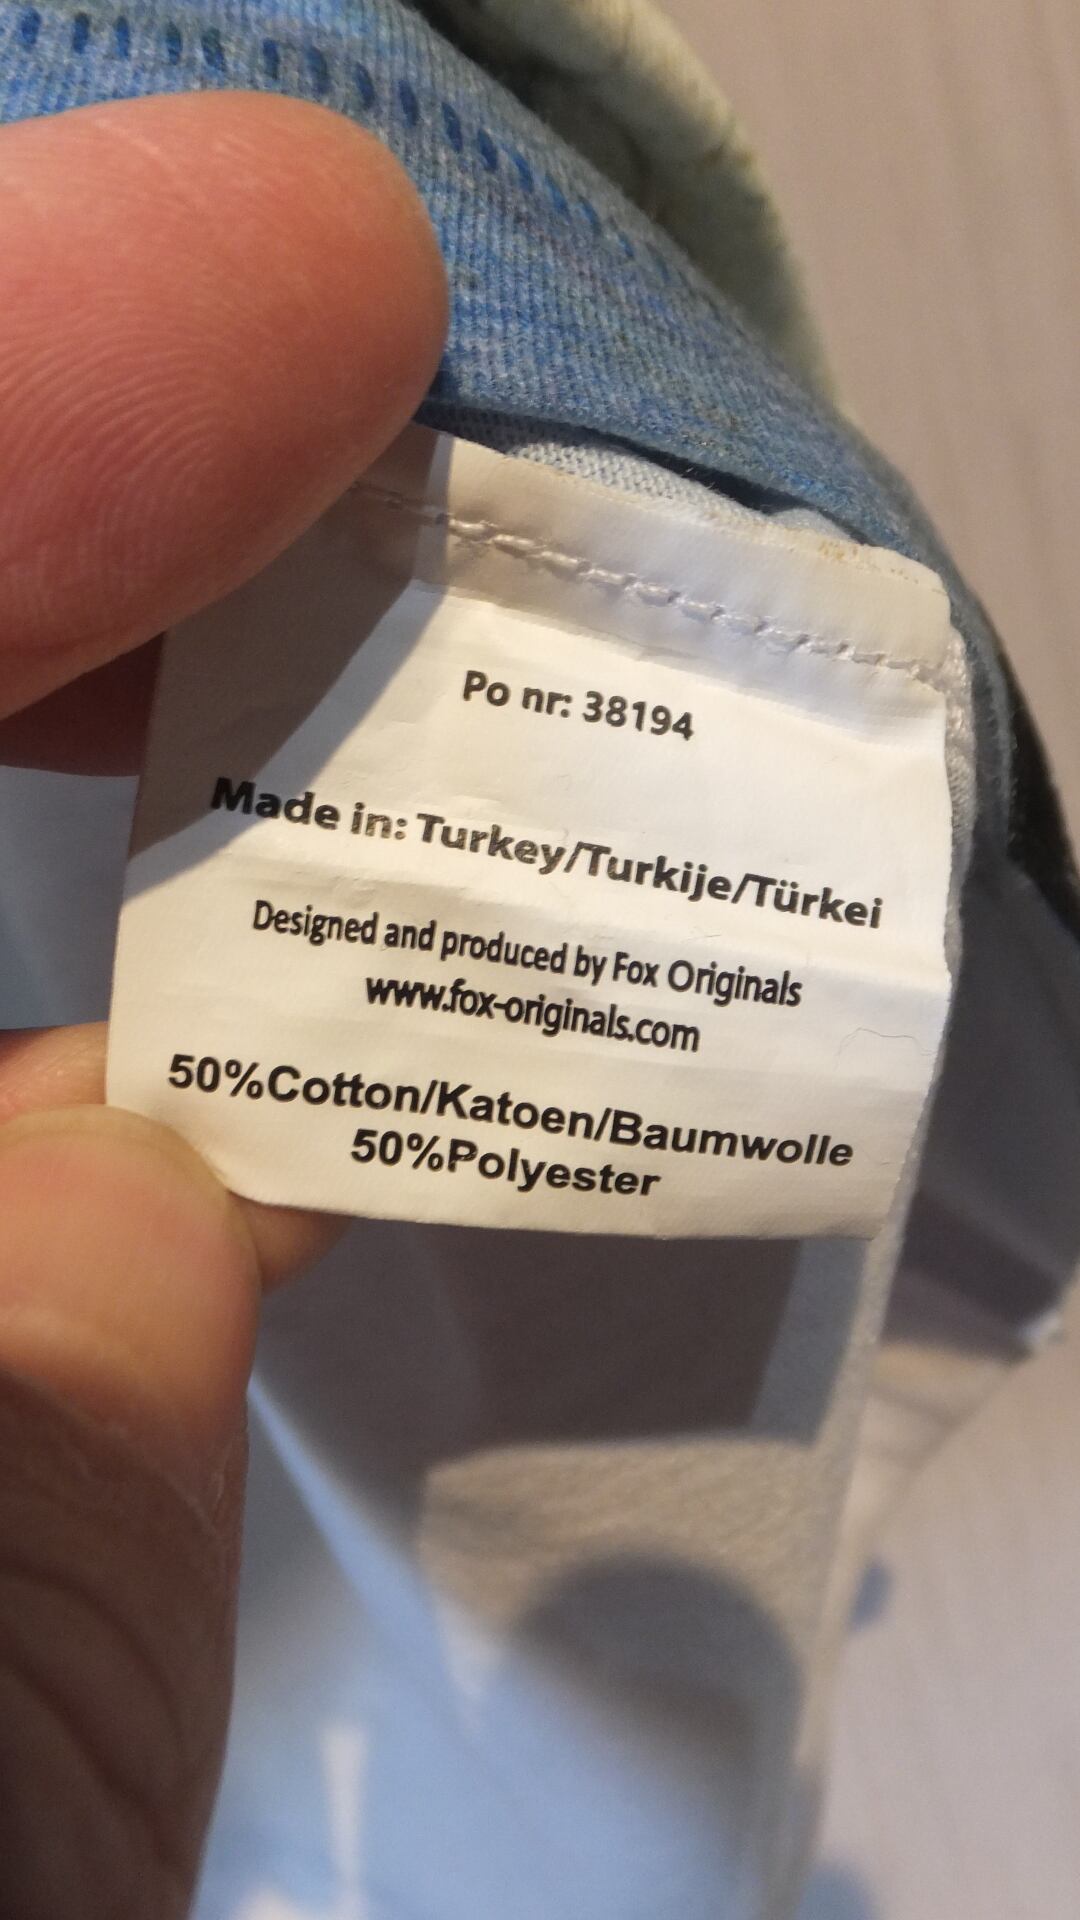 Po nr: 38194
Made in: Turkey/Turkije/Türkei
Designed and produced by Fox Originals
www.fox-originals.com
50%Cotton/Katoen/Baumwolle
50%Polyester